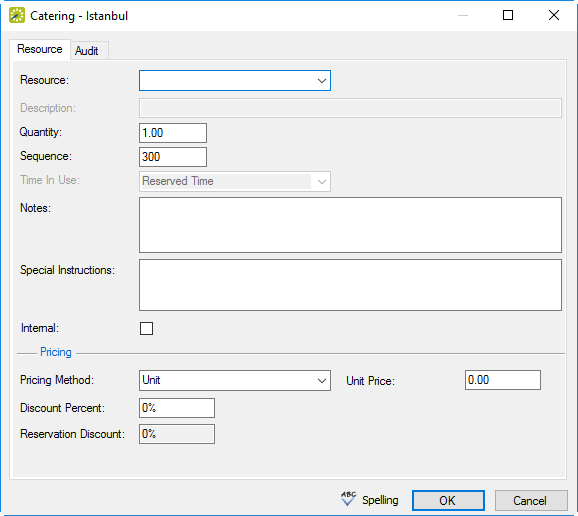 Catering - Istanbul
Resource Audit
Resource:
Description:
Quantity: 1.00
Sequence: 300
Time In Use: Reserved Time
Notes:
Special Instructions:
Internal:
Pricing
Pricing Method: Unit Unit Price: 0.00
Discount Percent: 0%
Reservation Discount: 0%
ABC Spelling OK Cancel